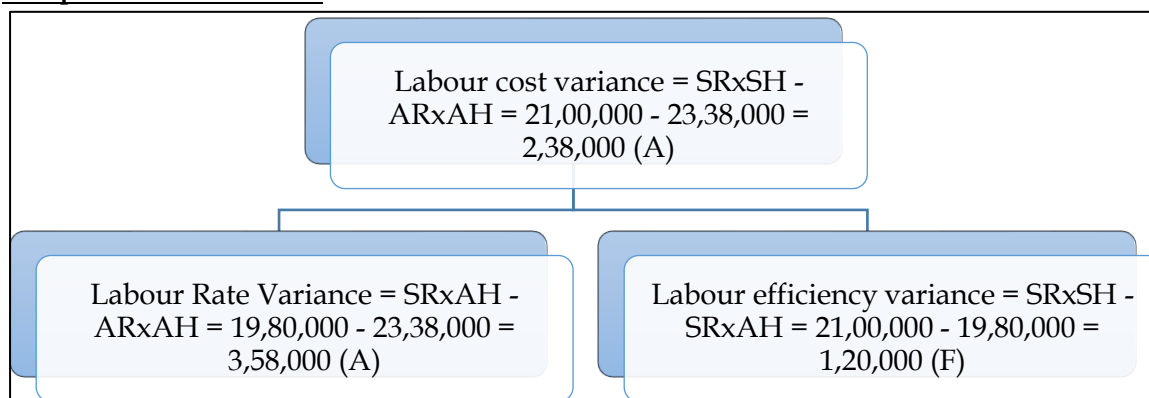 Labour cost variance = SRxSH -
ARxAH = 21,00,000 - 23,38,000 =
2,38,000 (A)
Labour Rate Variance = SRxAH -
ARxAH = 19,80,000 - 23,38,000 =
3,58,000 (A)
Labour efficiency variance = SRxSH -
SRxAH = 21,00,000 - 19,80,000 =
1,20,000 (F)